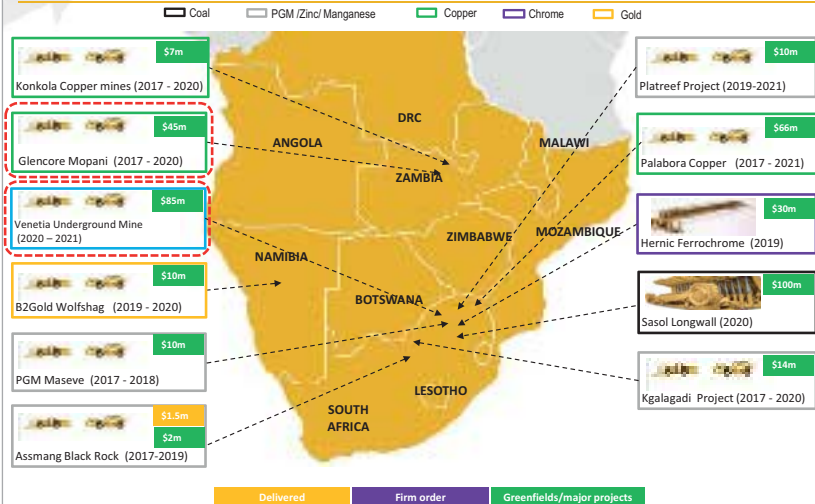 Coal
PGM /Zinc/ Manganese
Copper
Chrome
Gold
$7m
Konkola Copper mines (2017 - 2020)
$45m
Glencore Mopani (2017 - 2020)
$85m
Venetia Underground Mine
(2020 – 2021)
$10m
B2Gold Wolfshag (2019 - 2020)
$10m
PGM Maseve (2017 - 2018)
$1.5m
$2m
Assmang Black Rock (2017-2019)
DRC
ANGOLA
MALAWI
ZAMBIA
ZIMBABWE
MOZAMBIQUE
NAMIBIA
BOTSWANA
LESOTHO
SOUTH
AFRICA
$10m
Platreef Project (2019-2021)
$66m
Palabora Copper (2017 - 2021)
$30m
Hernic Ferrochrome (2019)
$100m
Sasol Longwall (2020)
$14m
Kgalagadi Project (2017 - 2020)
Delivered
Firm order
Greenfields/major projects